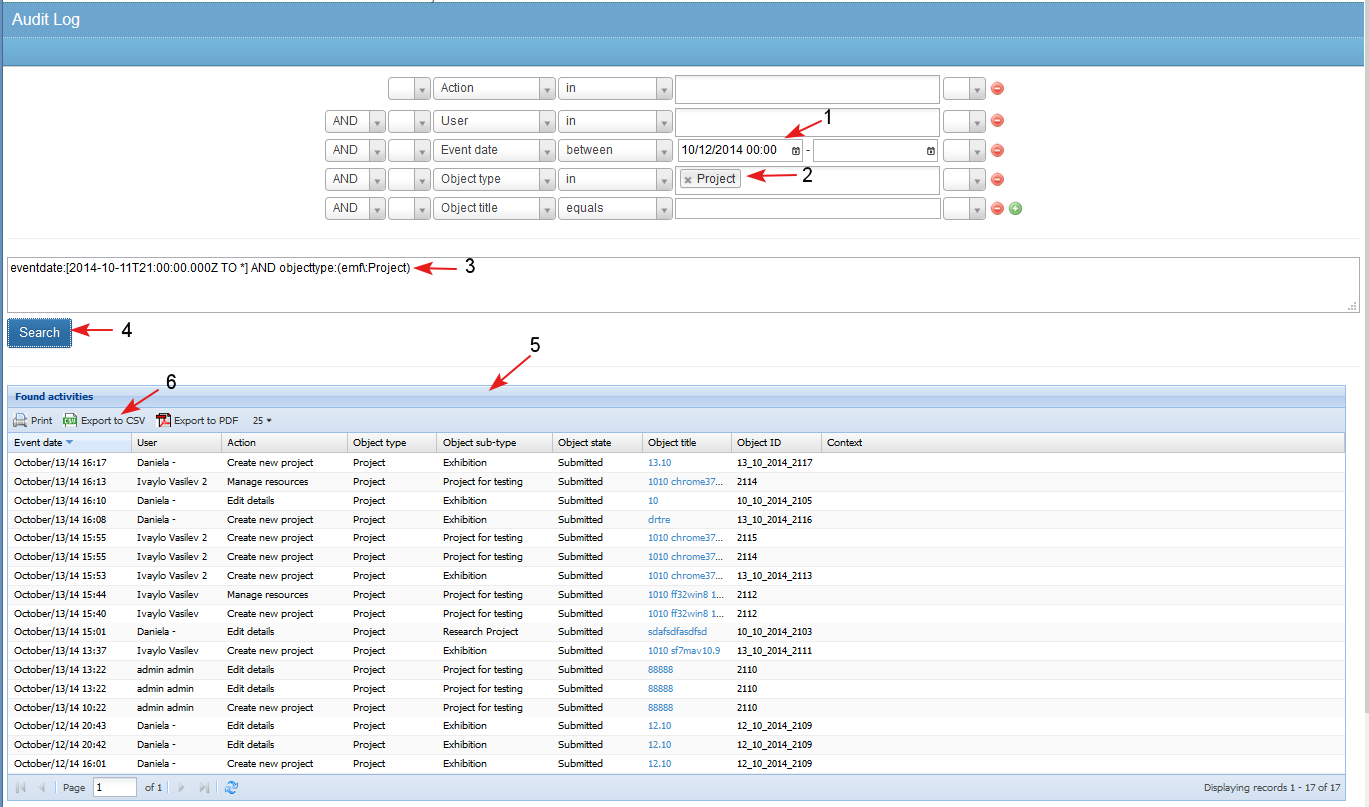 Audit Log
Action in
AND User in 1
AND Event date between 10/12/2014 00:00 -
AND Object type in Project 2
AND Object title equals
eventdate:[2014-10-11T21:00:00.000Z TO *] AND objecttype:(emf\:Project) 3
Search 4
5
6
Found activities
Print Export to CSV Export to PDF 25
Event date User Action Object type Object sub-type Object state Object title Object ID Context
October/13/14 16:17 Daniela - Create new project Project Exhibition Submitted 13.10 13_10_2014_2117
October/13/14 16:13 Ivaylo Vasilev 2 Manage resources Project Project for testing Submitted 1010 chrome37... 2114
October/13/14 16:10 Daniela - Edit details Project Exhibition Submitted 10 10_10_2014_2105
October/13/14 16:08 Daniela - Create new project Project Exhibition Submitted drtre 13_10_2014_2116
October/13/14 15:55 Ivaylo Vasilev 2 Create new project Project Project for testing Submitted 1010 chrome37... 2115
October/13/14 15:55 Ivaylo Vasilev 2 Create new project Project Project for testing Submitted 1010 chrome37... 2114
October/13/14 15:53 Ivaylo Vasilev 2 Create new project Project Exhibition Submitted 1010 chrome37... 13_10_2014_2113
October/13/14 15:44 Ivaylo Vasilev Manage resources Project Project for testing Submitted 1010 ff32win8 1... 2112
October/13/14 15:40 Ivaylo Vasilev Create new project Project Project for testing Submitted 1010 ff32win8 1... 2112
October/13/14 15:01 Daniela - Edit details Project Research Project Submitted sdafsdfasdfsd 10_10_2014_2103
October/13/14 13:37 Ivaylo Vasilev Create new project Project Exhibition Submitted 1010 sf7mav10.9 13_10_2014_2111
October/13/14 13:22 admin admin Edit details Project Project for testing Submitted 88888 2110
October/13/14 13:22 admin admin Edit details Project Project for testing Submitted 88888 2110
October/13/14 10:22 admin admin Create new project Project Project for testing Submitted 88888 2110
October/12/14 20:43 Daniela - Edit details Project Exhibition Submitted 12.10 12_10_2014_2109
October/12/14 20:42 Daniela - Edit details Project Exhibition Submitted 12.10 12_10_2014_2109
October/12/14 16:01 Daniela - Create new project Project Exhibition Submitted 12.10 12_10_2014_2109
Page 1 of 1 Displaying records 1 - 17 of 17